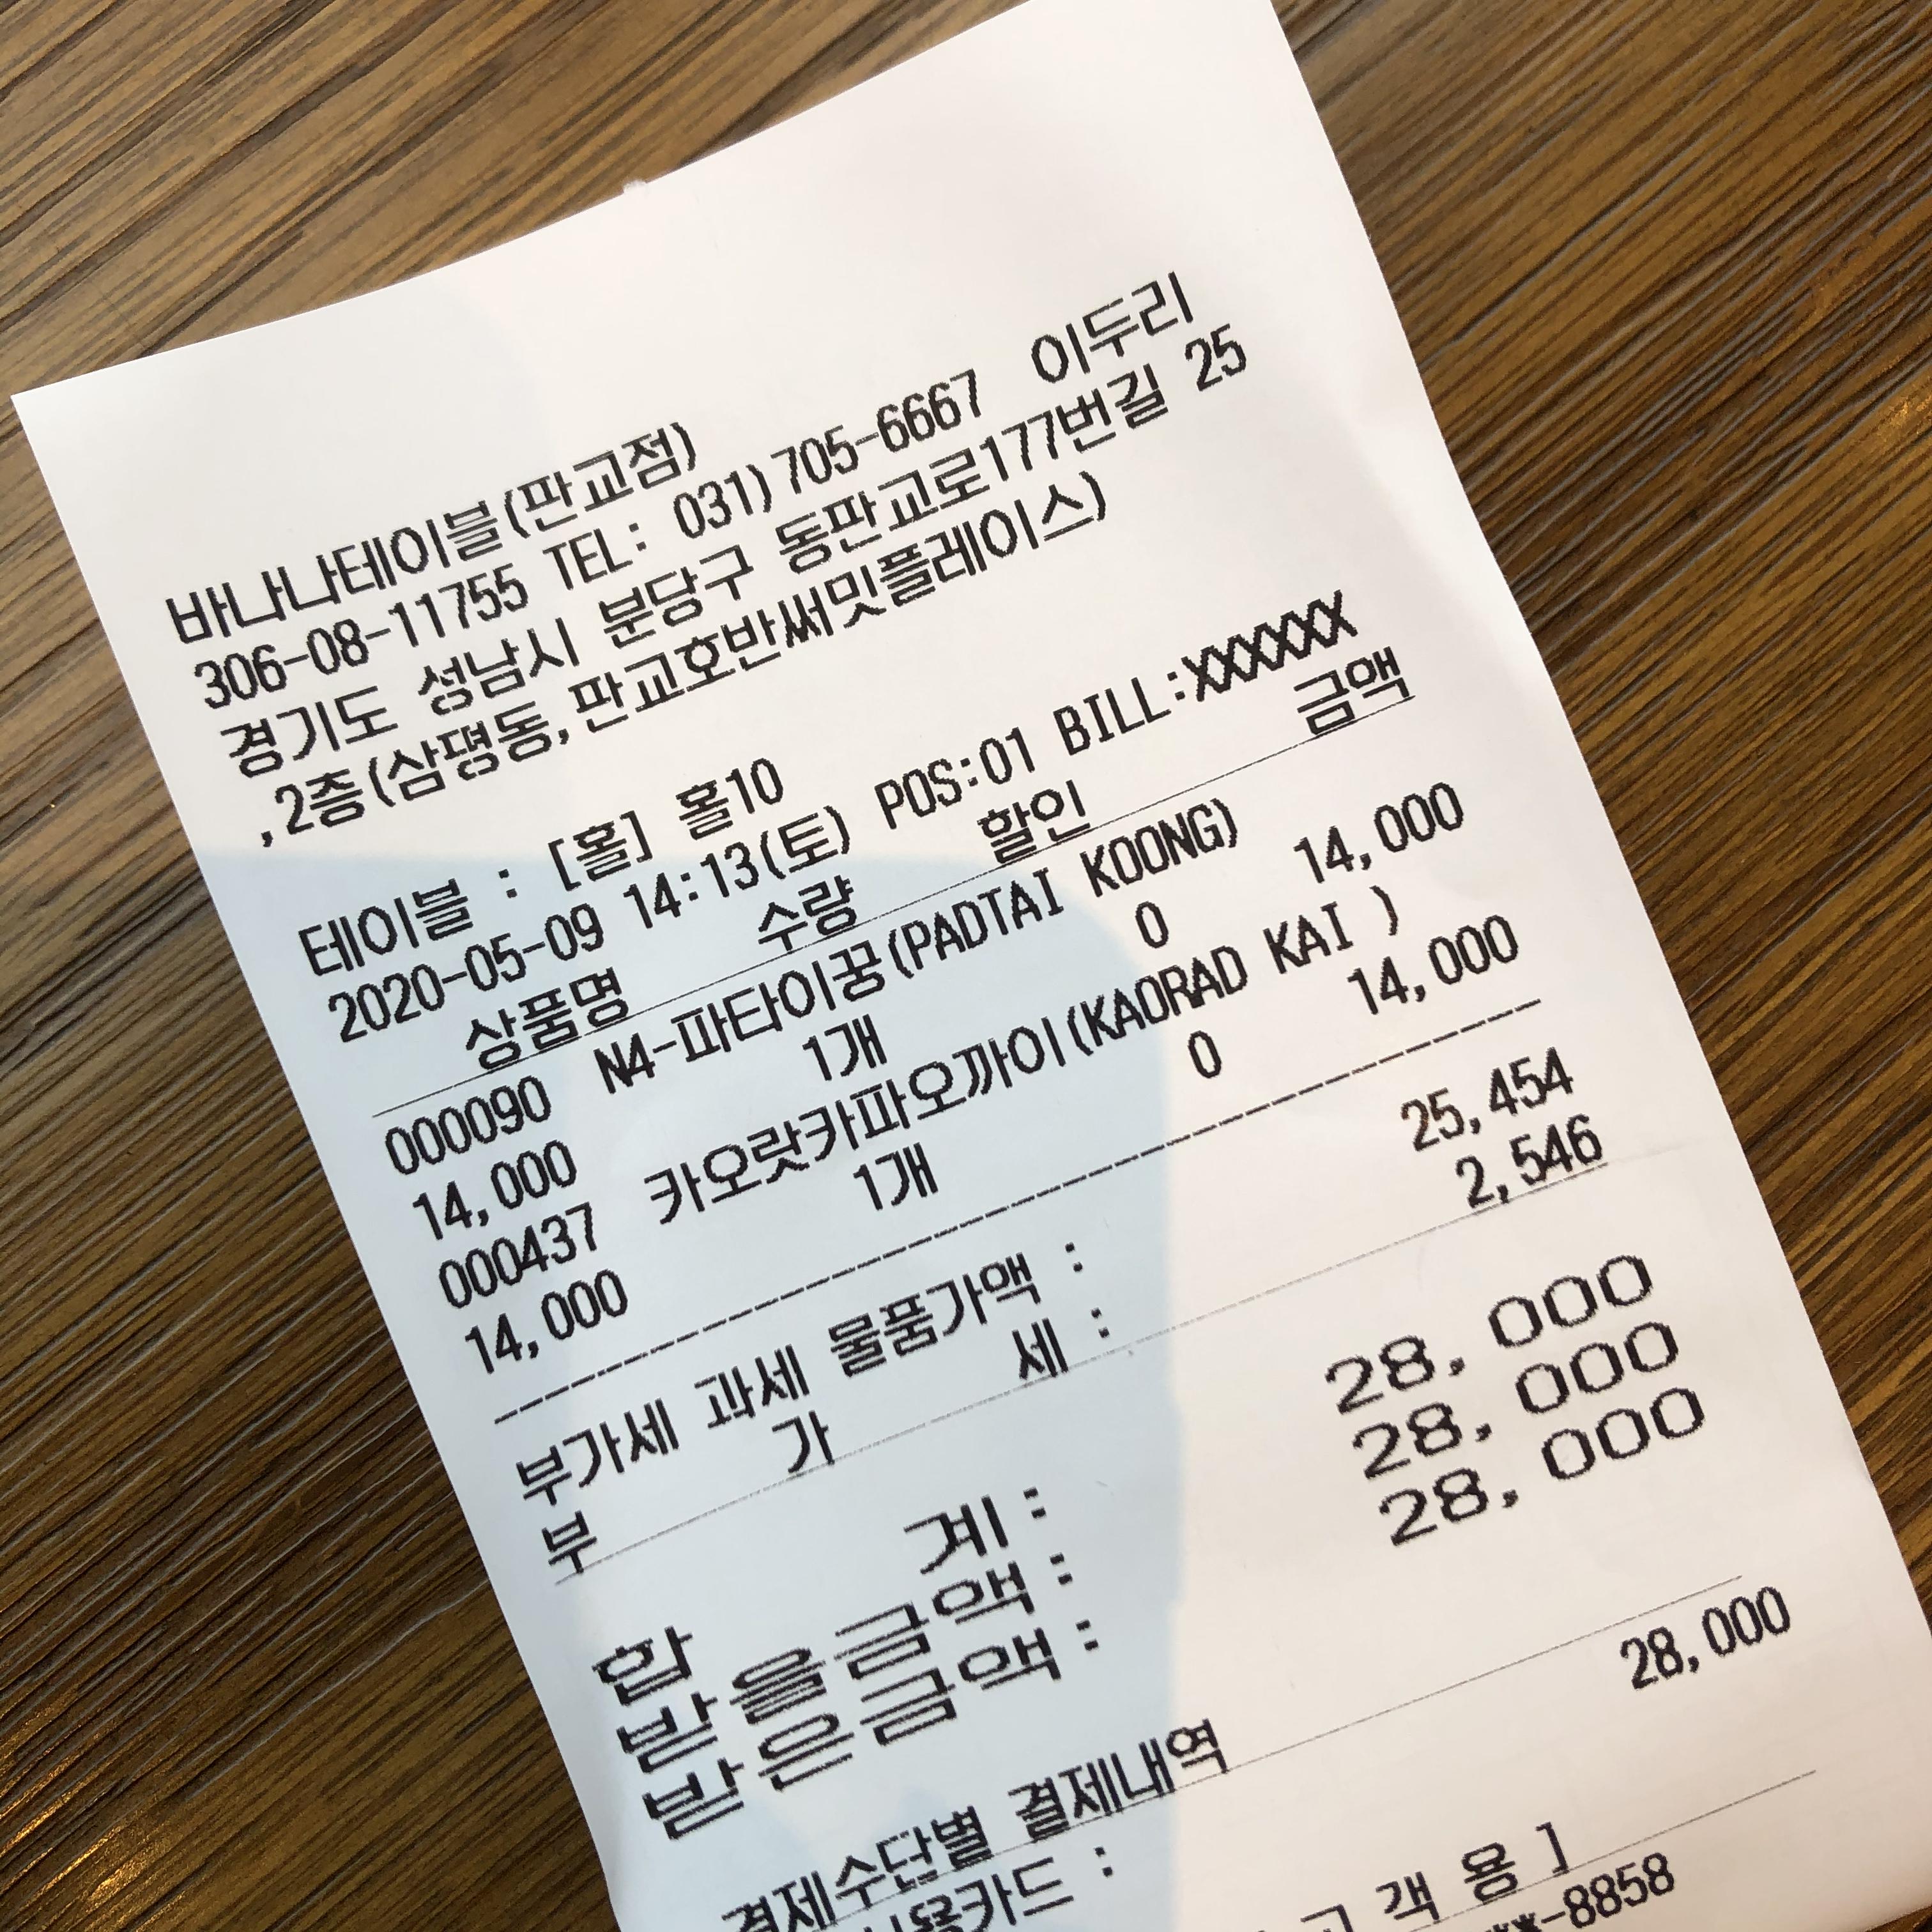 바나나테이블(판교점)
306-08-11755 TEL: 031)705-6667 이두리
경기도 성남시 분당구 동판교로177번길 25
,2층(삼평동,판교호반써밋플레이스)
테이블 : [홀] 홀10
2020-05-09 14:13(토) POS:01 BILL:XXXXXX
상품명 수량 할인 금액
000090 N4-파타이꿍(PADTAI KOONG)
14,000 1개 0 14,000
000437 카오랏카파오까이(KAORAD KAI )
14,000 1개 0 14,000
부가세 과세 물품가액 : 25,454
부 가 세 : 2,546
합 계: 28,000
받을금액: 28,000
받은금액: 28,000
결제수단별 결제내역
신용카드 : 28,000
고 객 용 ]
**-8858